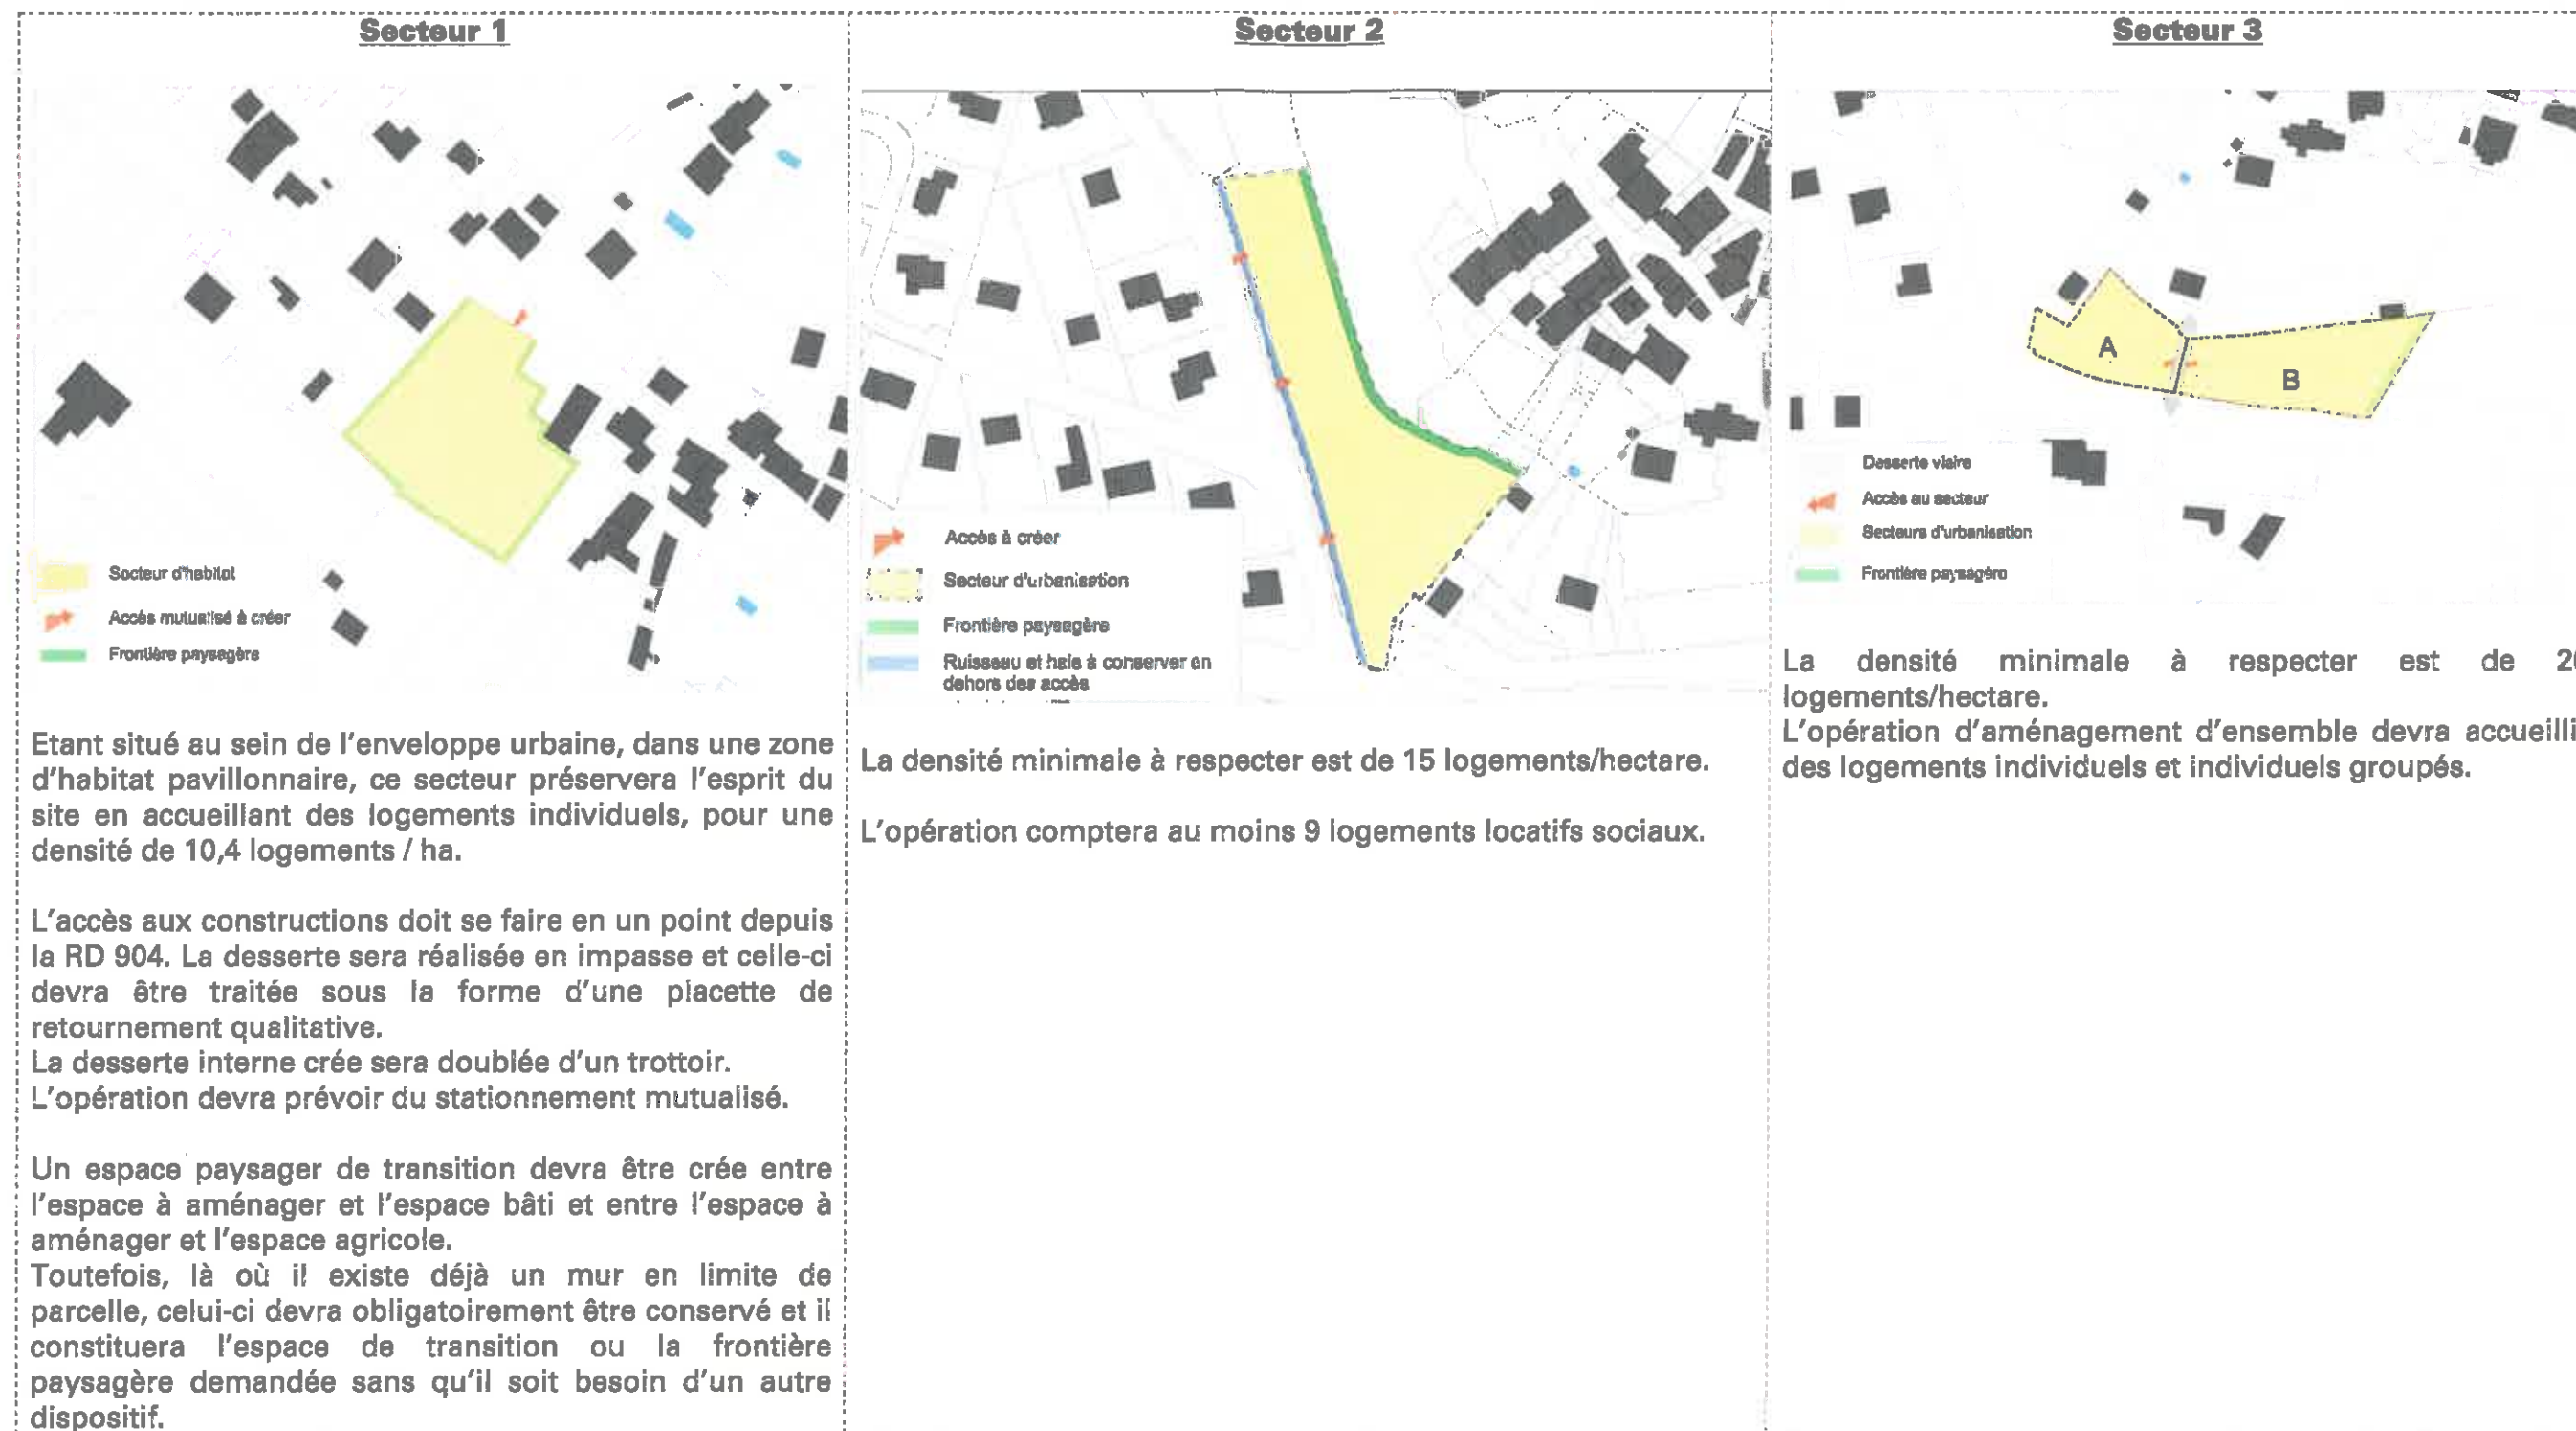 Secteur 1
Socteur d'habitat
Accès mutualisé à créer
Frontière paysagère
Etant situé au sein de l'enveloppe urbaine, dans une zone
d'habitat pavillonnaire, ce secteur préservera l'esprit du
site en accueillant des logements individuels, pour une
densité de 10,4 logements / ha.
L'accès aux constructions doit se faire en un point depuis
la RD 904. La desserte sera réalisée en impasse et celle-ci
devra être traitée sous la forme d'une placette de
retournement qualitative.
La desserte interne crée sera doublée d'un trottoir.
L'opération devra prévoir du stationnement mutualisé.
Un espace paysager de transition devra être crée entre
l'espace à aménager et l'espace bâti et entre l'espace à
aménager et l'espace agricole.
Toutefois, là où il existe déjà un mur en limite de
parcelle, celui-ci devra obligatoirement être conservé et il
constituera l'espace de transition ou la frontière
paysagère demandée sans qu'il soit besoin d'un autre
dispositif.
Secteur 2
Accès à créer
Secteur d'urbanisation
Frontière paysagère
Ruisseau et haie à conserver en
dehors des accès
La densité minimale à respecter est de 15 logements/hectare.
L'opération comptera au moins 9 logements locatifs sociaux.
Secteur 3
A
B
Desserte viaire
Accès au secteur
Secteurs d'urbanisation
Frontière paysagère
La densité minimale à respecter est de
logements/hectare.
L'opération d'aménagement d'ensemble devra
des logements individuels et individuels groupés.